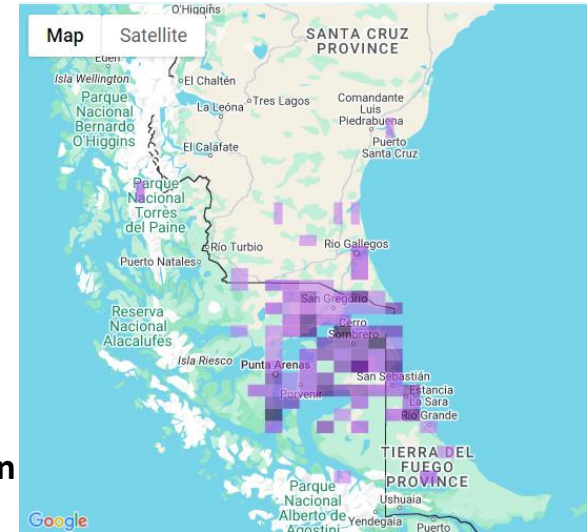 O'Higgins
Map
Satellite
SANTA CRUZ
PROVINCE
Isla Wellington
El Chaltén
Parque
Nacional
Bernardo
O'Higgins
La Leóna
Tres Lagos
Comandante
Luis
Piedrabuena
Puerto
Santa Cruz
El Calafate
Parque
Nacional
Torres
del Paine
Río Turbio
Rio Gallegos
Puerto Natales
San Gregorio
Reserva
Nacional
Alacalufes
Cerro
Sombrero
Isla Riesco
Punta Arenas
San Sebastián
Porvenir
Estancia
La Sara
Rio Grande
n
TIERRA DEL
FUEGO
PROVINCE
Parque
Nacional
Alberto de
Agostini
Ushuaia
Yendegaia
Puerto
Google